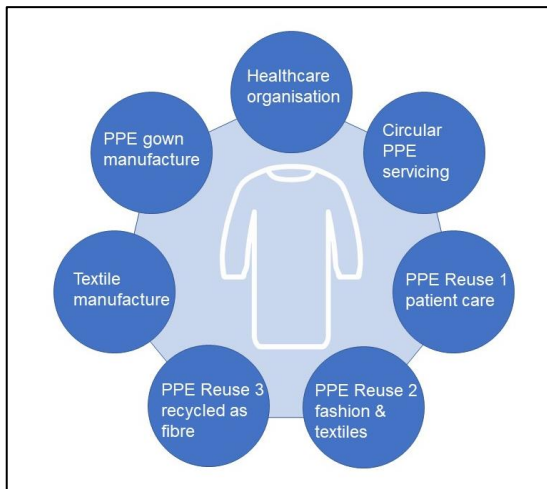 Healthcare
organisation
Circular
PPE
servicing
PPE Reuse 1
patient care
PPE Reuse 2
fashion &
textiles
PPE Reuse 3
recycled as
fibre
Textile
manufacture
PPE gown
manufacture